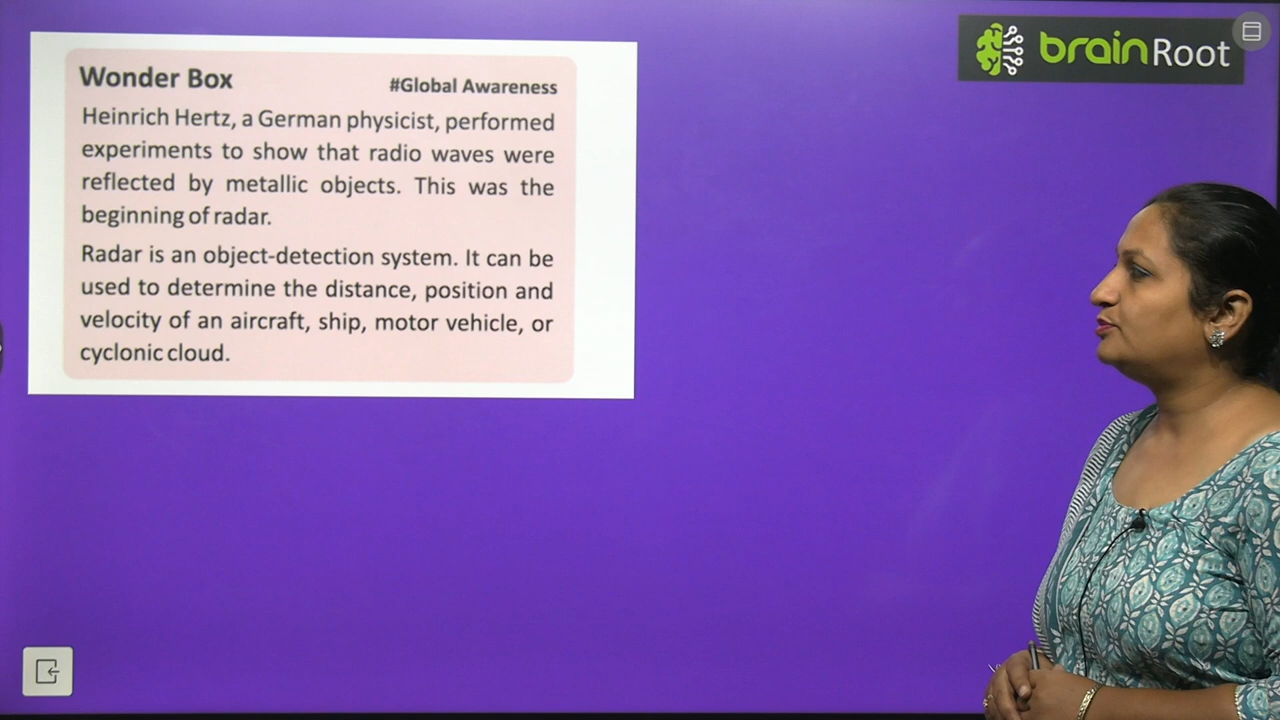 Wonder Box
#Global Awareness
Heinrich Hertz, a German physicist, performed
experiments to show that radio waves were
reflected by metallic objects. This was the
beginning of radar.
Radar is an object-detection system. It can be
used to determine the distance, position and
velocity of an aircraft, ship, motor vehicle, or
cyclonic cloud.
brainRoot